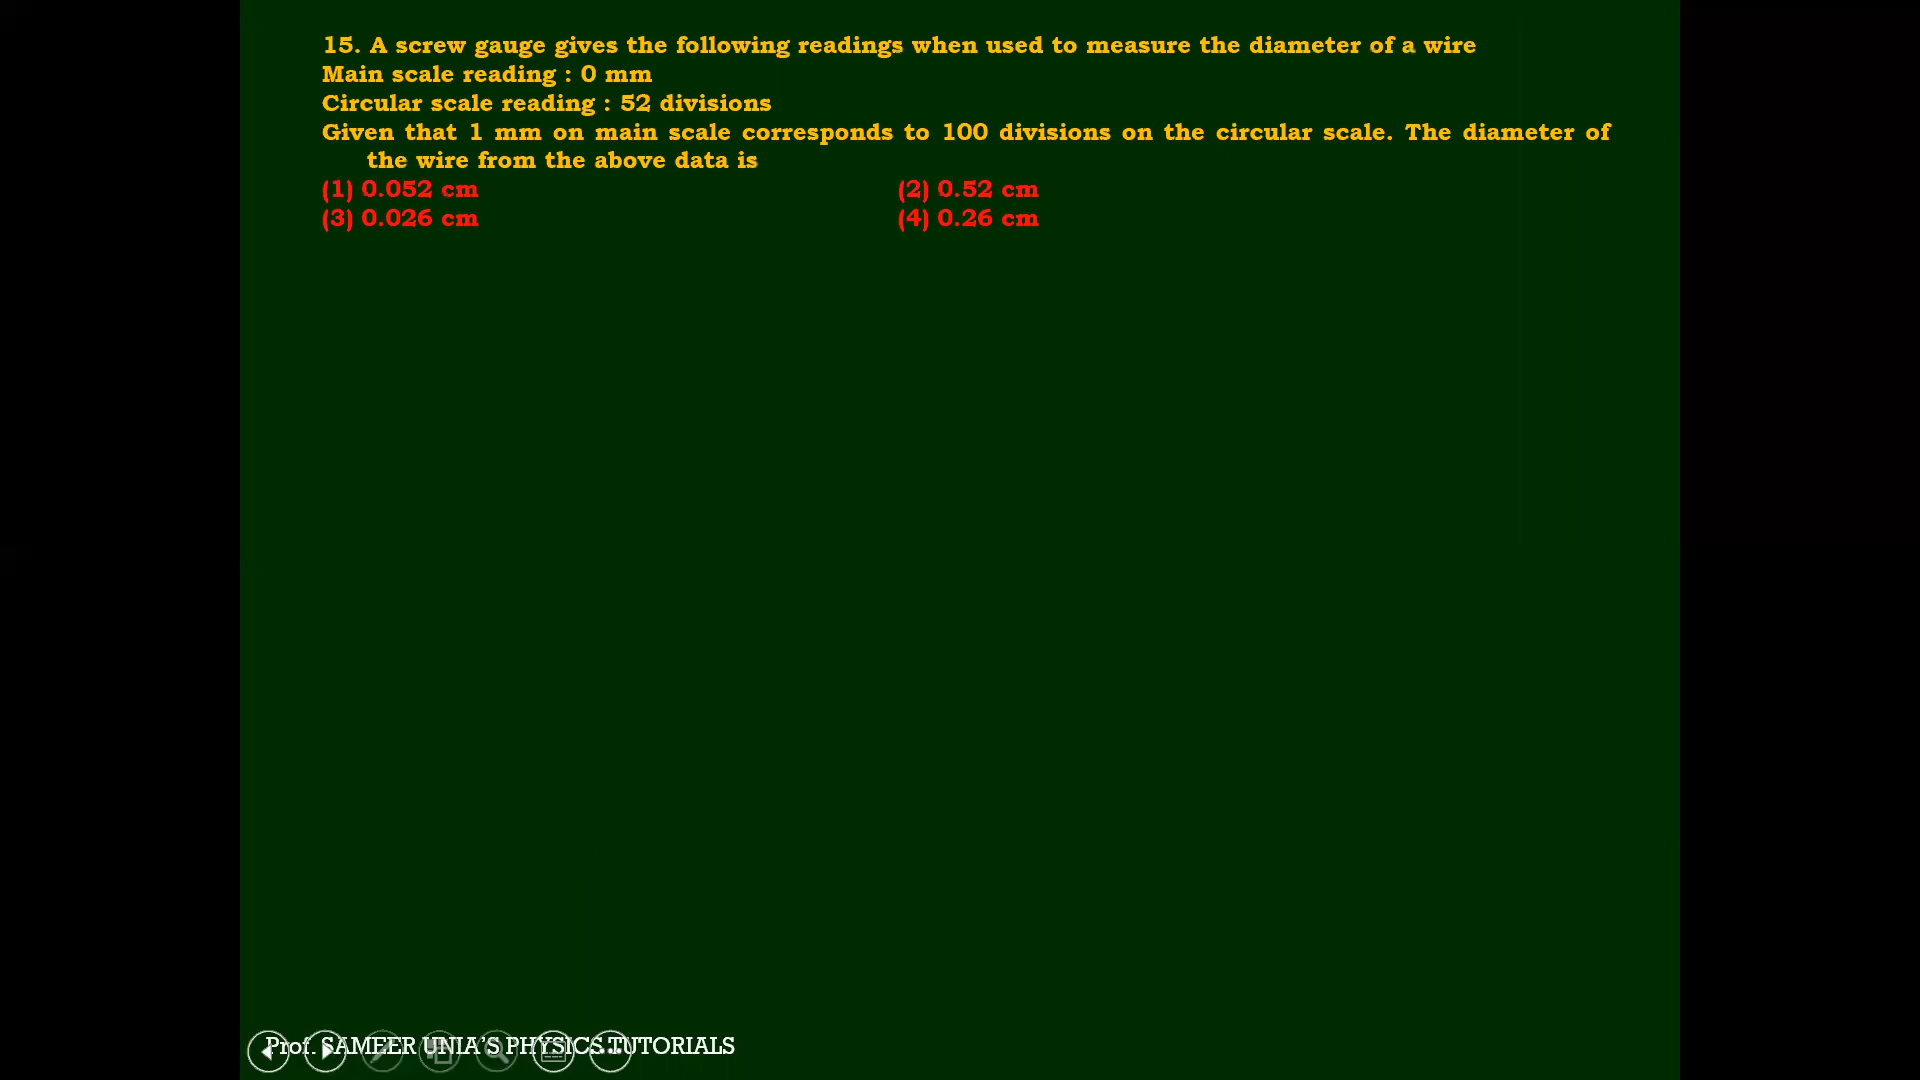 15. A screw gauge gives the following readings when used to measure the diameter of a wire
Main scale reading : 0 mm
Circular scale reading : 52 divisions
Given that 1 mm on main scale corresponds to 100 divisions on the circular scale. The diameter of
the wire from the above data is
(1) 0.052 cm (2) 0.52 cm
(3) 0.026 cm (4) 0.26 cm
Prof. SAMEER UNIA'S PHYSICS TUTORIALS